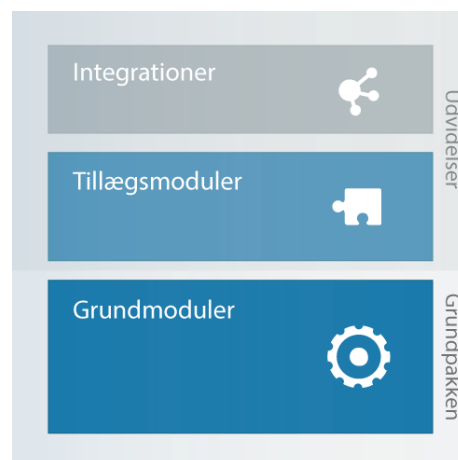 Integrationer
Udvidelser
Tillægsmoduler
Grundmoduler
Grundpakken